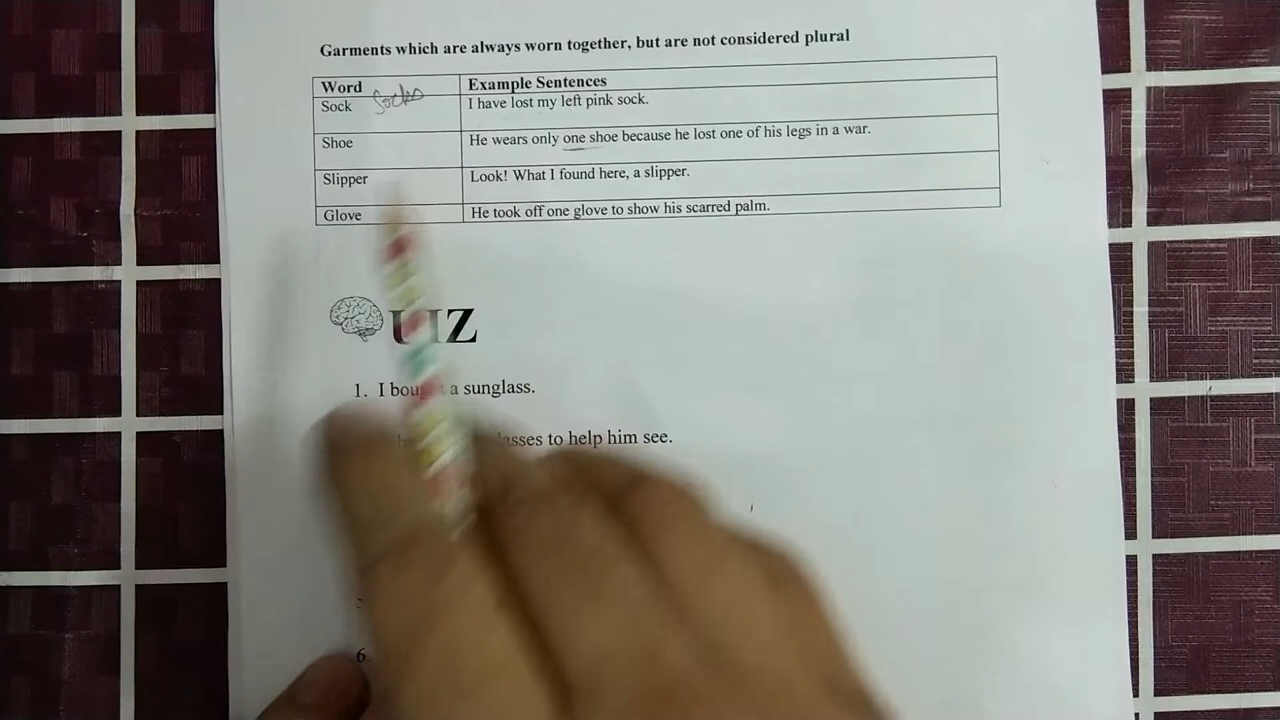 Garments which are always worn together, but are not considered plural
Word Example Sentences
Sock Socks I have lost my left pink sock.
Shoe He wears only one shoe because he lost one of his legs in a war.
Slipper Look! What I found here, a slipper.
Glove He took off one glove to show his scarred palm.
UIZ
1. I bought a sunglass.
to help him see.
6.